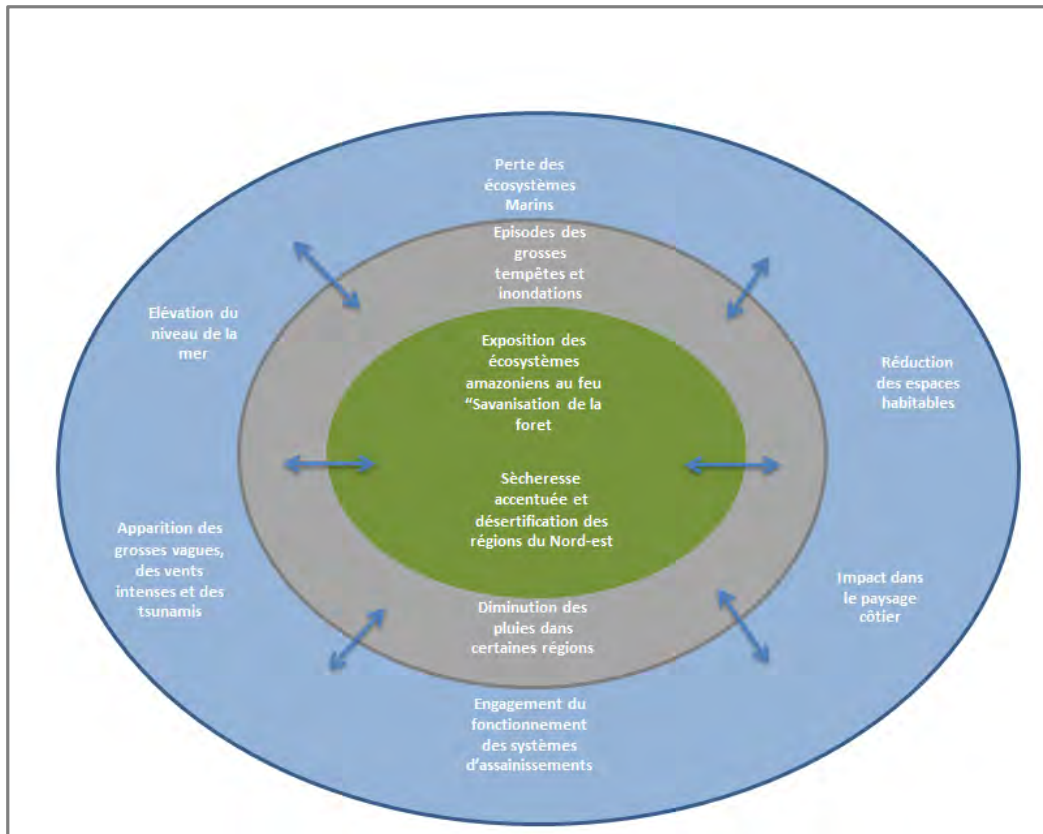 Perte des
écosystèmes
Marins
Episodes des
grosses
tempêtes et
inondations
Elévation du
niveau de la
mer
Exposition des
écosystèmes
amazoniens au feu
“Savanisation de la
foret
Réduction
des espaces
habitables
Sècheresse
accentuée et
désertification des
régions du Nord-est
Apparition des
grosses vagues,
des vents
intenses et des
tsunamis
Impact dans
le paysage
côtier
Diminution des
pluies dans
certaines régions
Engagement du
fonctionnement
des systèmes
d’assainissements